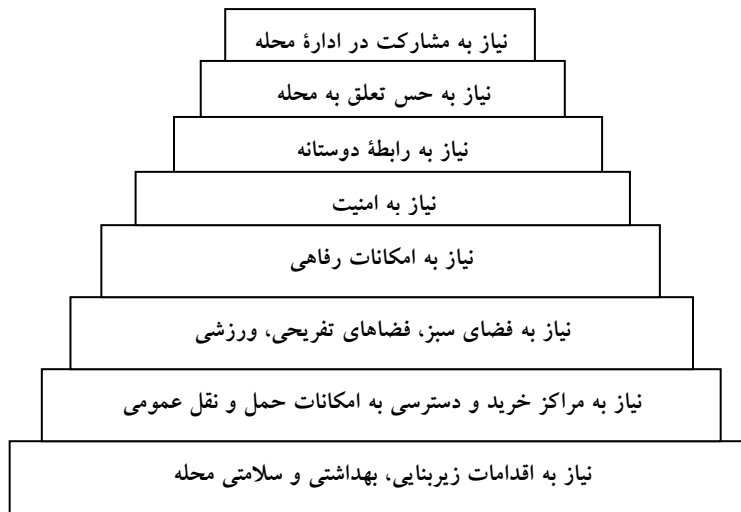 نیاز به مشارکت در ادارۀ محله
نیاز به حس تعلق به محله
نیاز به رابطۀ دوستانه
نیاز به امنیت
نیاز به امکانات رفاهی
نیاز به فضای سبز، فضاهای تفریحی، ورزشی
نیاز به مراکز خرید و دسترسی به امکانات حمل و نقل عمومی
نیاز به اقدامات زیربنایی، بهداشتی و سلامتی محله